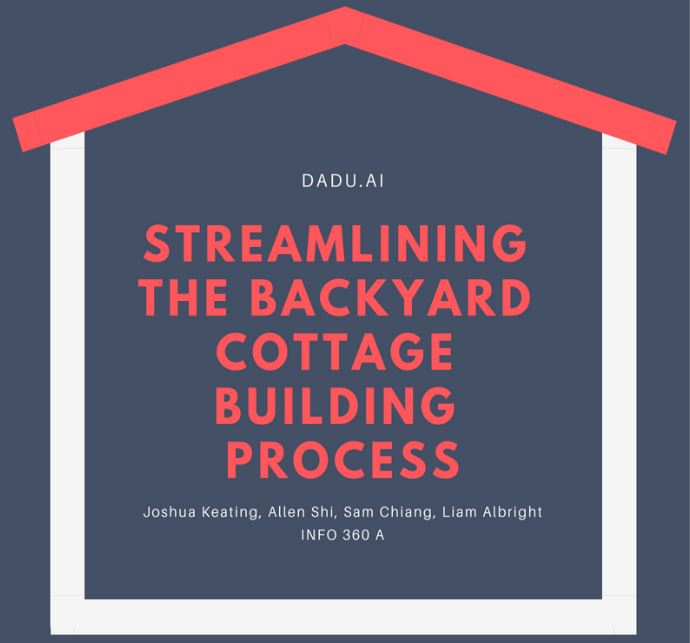 DADU.AI
STREAMLINING
THE BACKYARD
COTTAGE
BUILDING
PROCESS
Joshua Keating, Allen Shi, Sam Chiang, Liam Albright
INFO 360 A